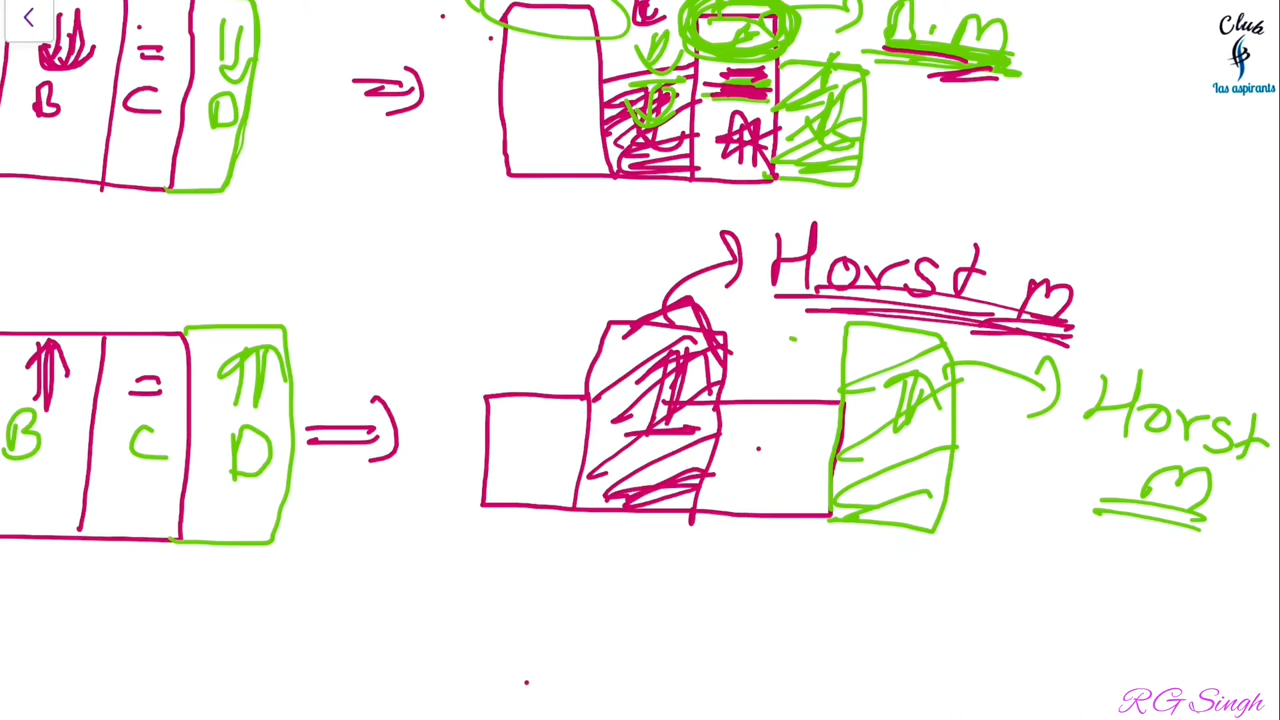 B = C D
R.m
Club
Ias aspirants
Horst m
B = C D
Horst
m
RG Singh